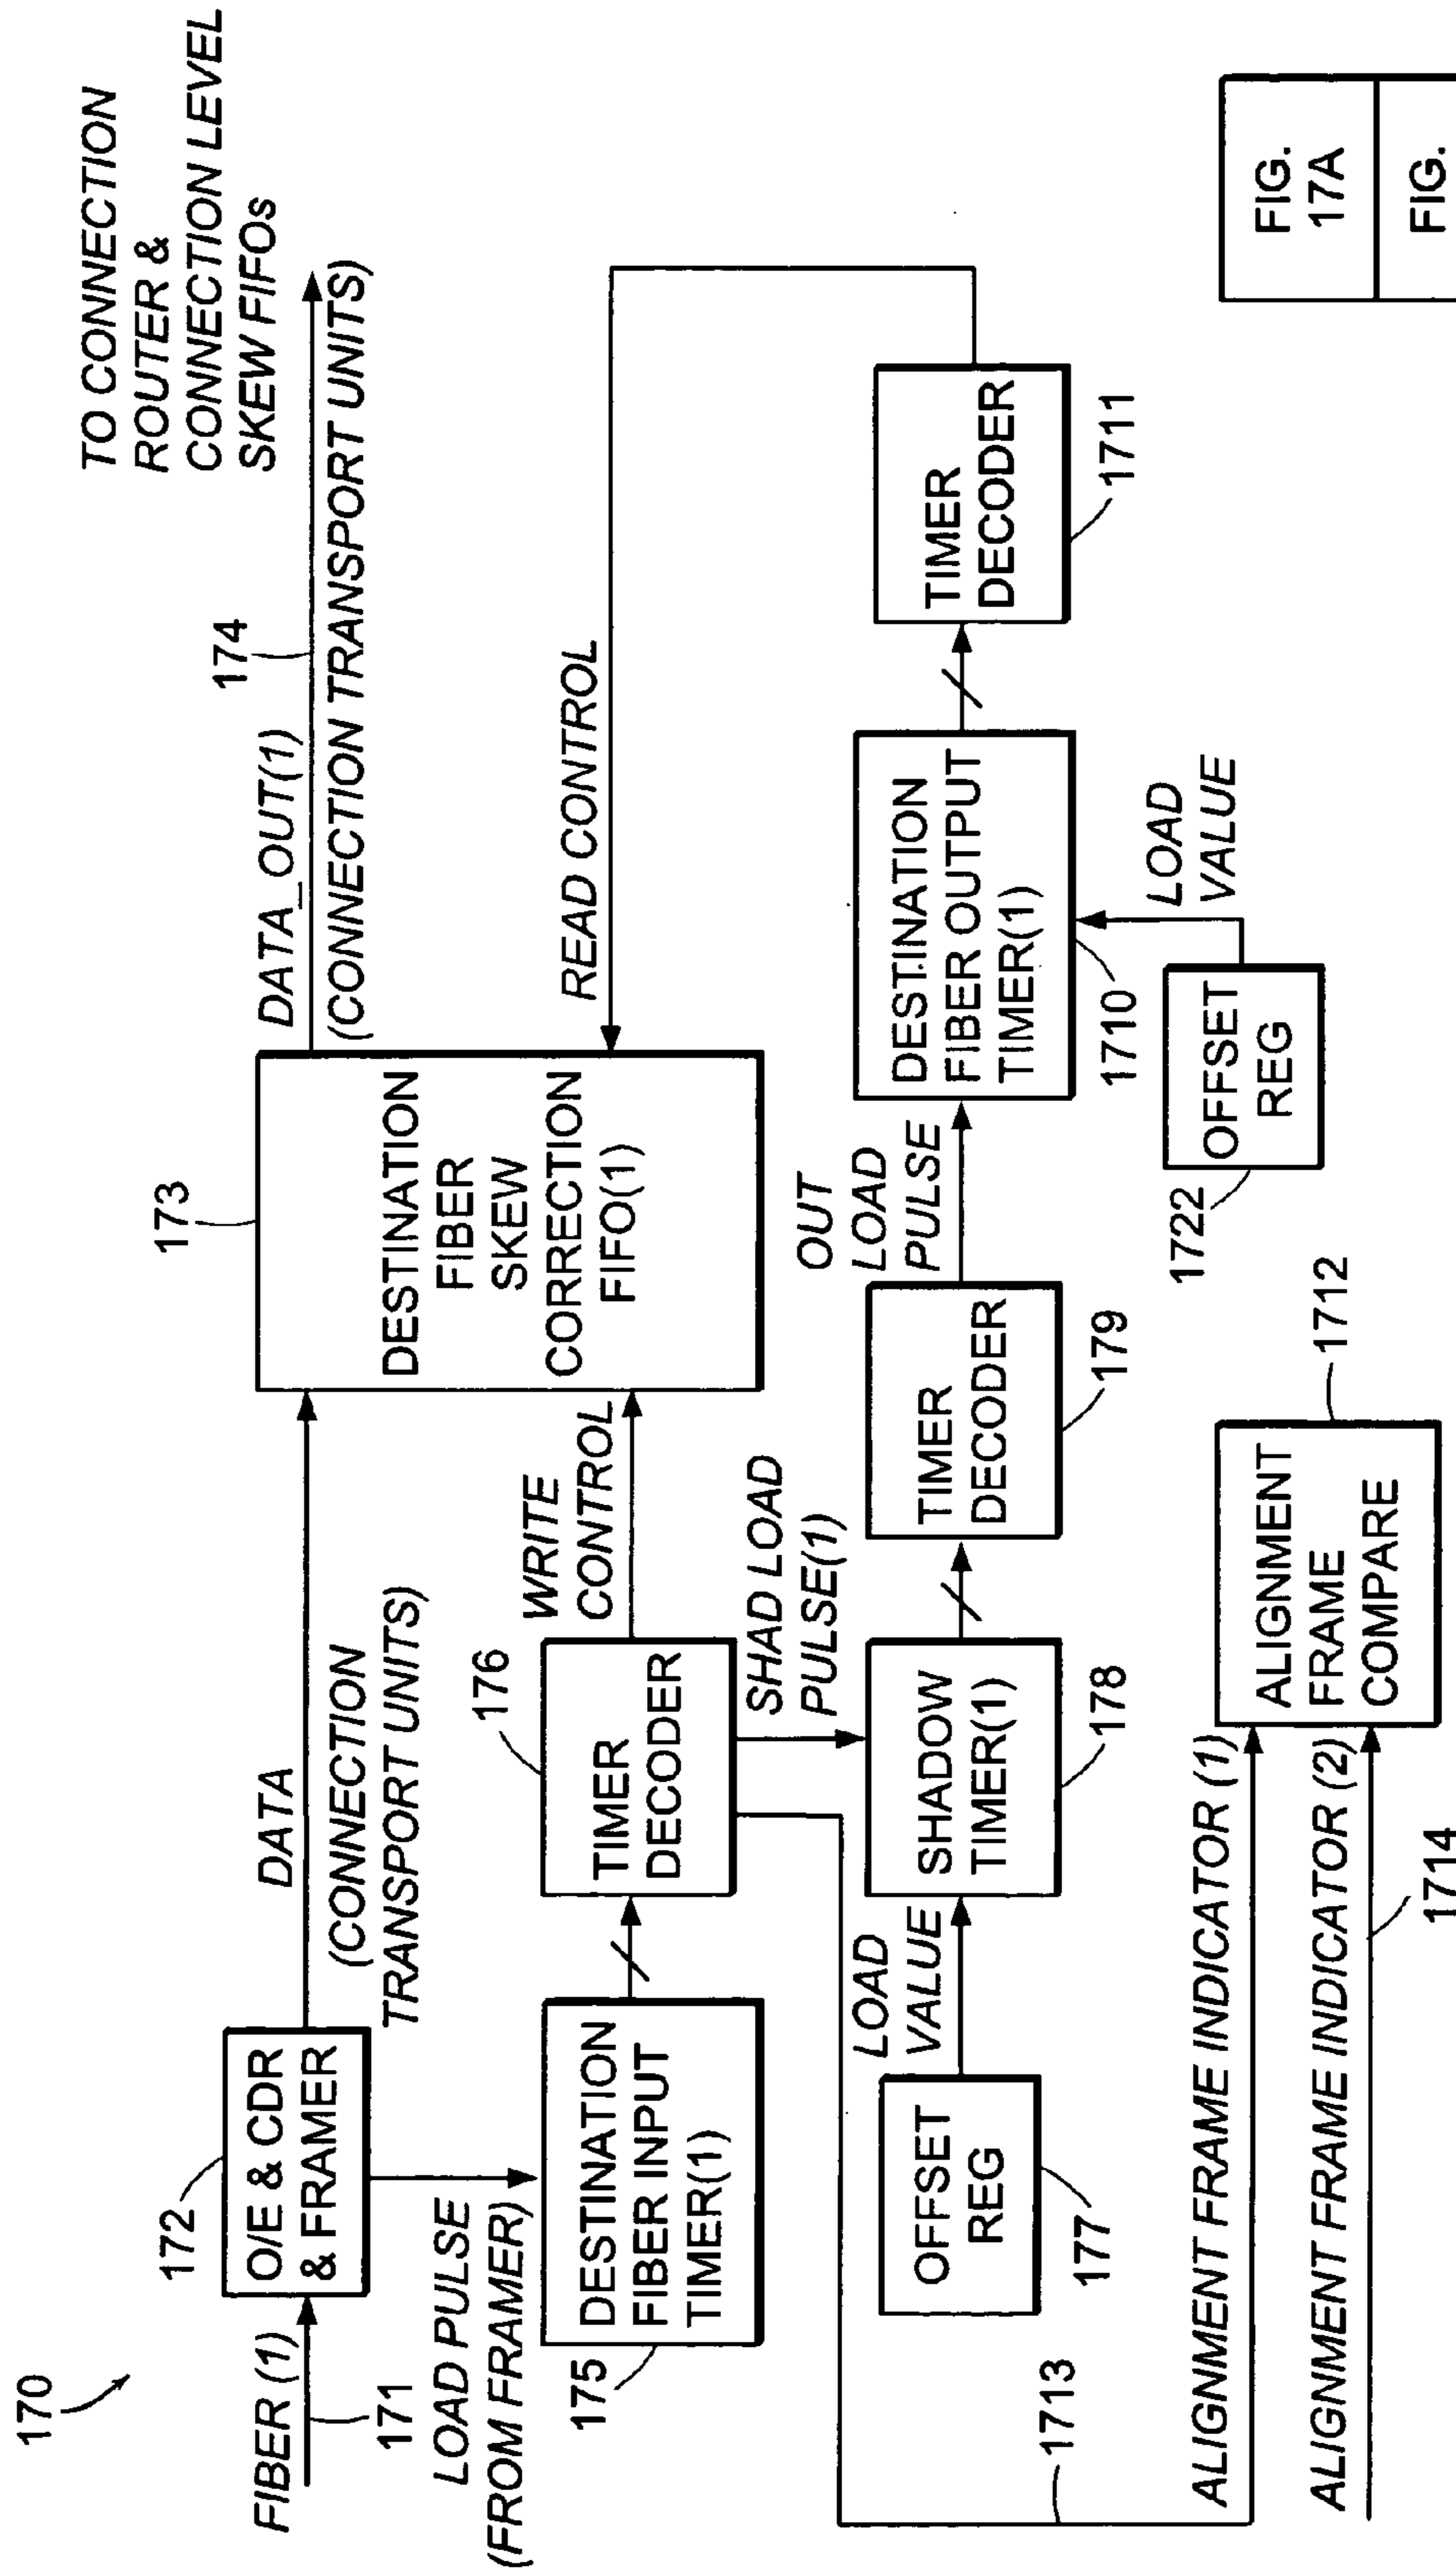 170
FIBER (1)
171
172
O/E & CDR
& FRAMER
DATA
(CONNECTION
TRANSPORT UNITS)
173
DESTINATION
FIBER
SKEW
CORRECTION
FIFO(1)
DATA_OUT(1)
174
(CONNECTION TRANSPORT UNITS)
TO CONNECTION
ROUTER &
CONNECTION LEVEL
SKEW FIFOs
LOAD PULSE
(FROM FRAMER)
175
DESTINATION
FIBER INPUT
TIMER(1)
176
TIMER
DECODER
WRITE
CONTROL
READ CONTROL
SHAD LOAD
PULSE(1)
OFFSET
REG
177
LOAD
VALUE
SHADOW
TIMER(1)
178
TIMER
DECODER
179
OUT
LOAD
PULSE
DESTINATION
FIBER OUTPUT
TIMER(1)
1710
TIMER
DECODER
1711
OFFSET
REG
1722
LOAD
VALUE
1713
ALIGNMENT FRAME INDICATOR (1)
ALIGNMENT FRAME INDICATOR (2)
1714
ALIGNMENT
FRAME
COMPARE
1712
FIG.
17A
FIG.